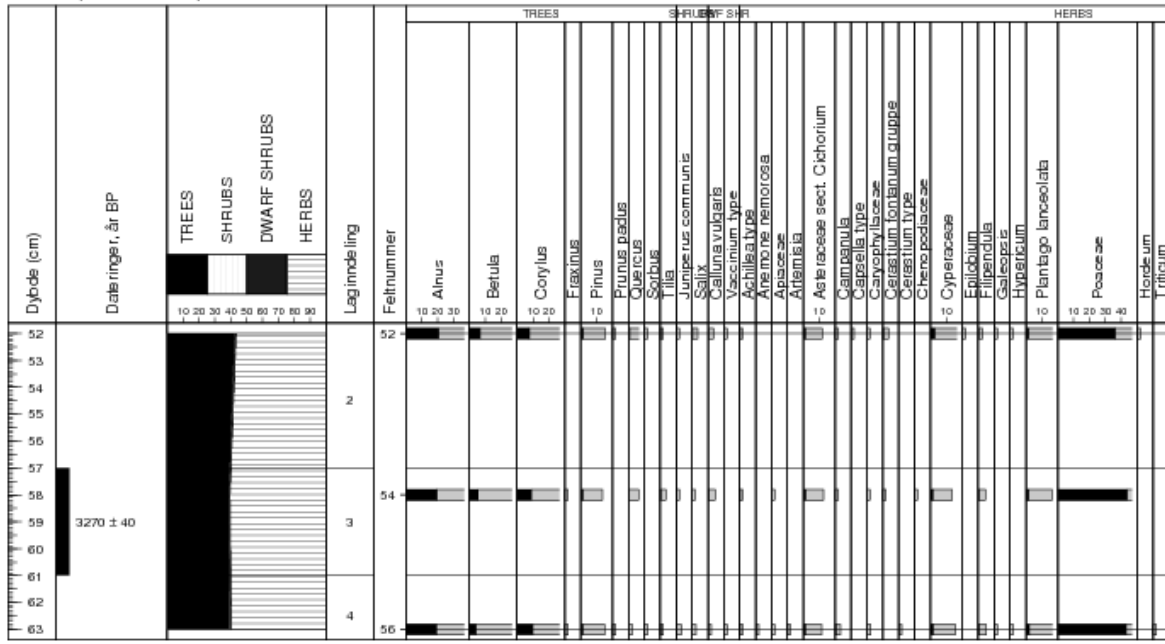 TREES
HERBS
Dybde (cm)
Dateringer, år BP
TREES
SHRUBS
DWARF SHRUBS
HERBS
Laginndeling
Feltnummer
Alnus
Betula
Corylus
Fraxinus
Pinus
Prunus padus
Quercus
Sorbus
Tilia
Juniperus communis
Salix
Calluna vulgaris
Vaccinium type
Achillea type
Anemone nemorosa
Apiaceae
Artemisia
Asteraceae sect. Cichorium
Campanula
Capsella type
Caryophyllaceae
Cerastium fontanum gruppe
Cerastium type
Chenopodiaceae
Cyperaceae
Epilobium
Filipendula
Galeopsis
Hypericum
Plantago lanceolata
Poaceae
Hordeum
Triticum
10 20 30 40 50 60 70 80 90
10 20 30
10 20
10 20
10
10
10
10
10 20 30 40
52
52
53
54
55
56
2
57
58
54
59
3270 ± 40
3
60
61
62
4
63
56